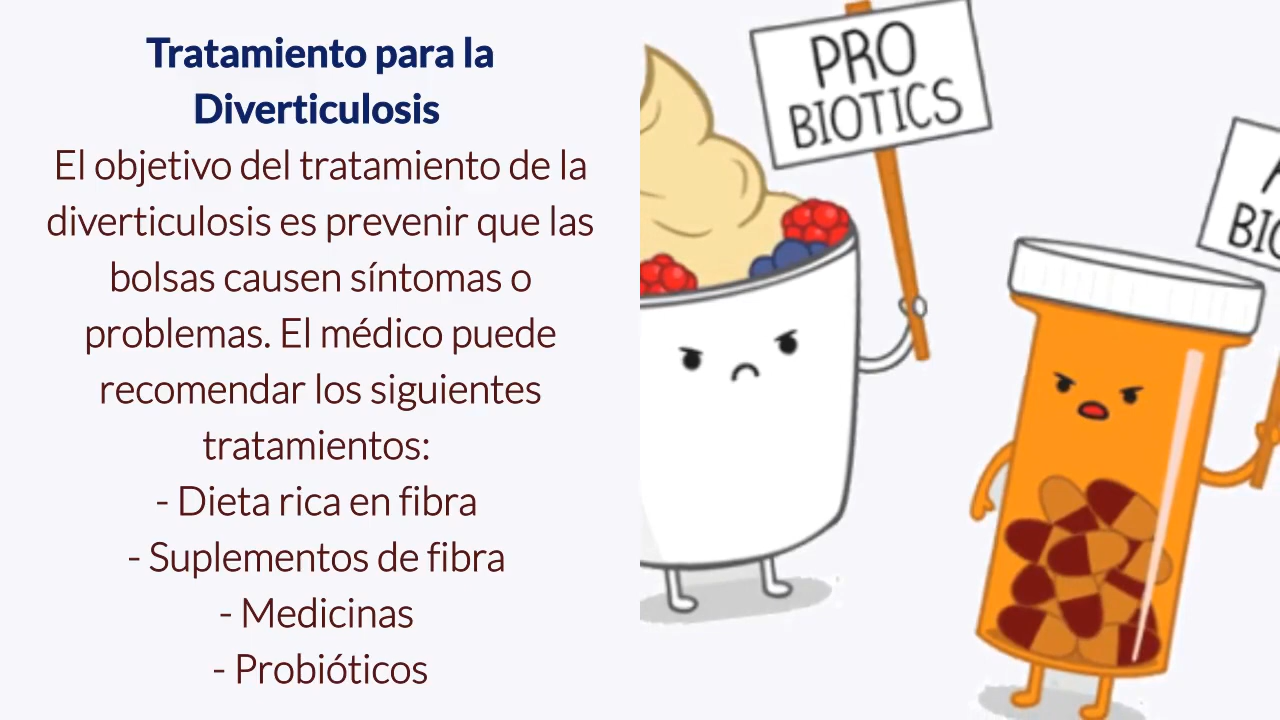 Tratamiento para la
Diverticulosis
El objetivo del tratamiento de la
diverticulosis es prevenir que las
bolsas causen síntomas o
problemas. El médico puede
recomendar los siguientes
tratamientos:
- Dieta rica en fibra
- Suplementos de fibra
- Medicinas
- Probióticos
PRO
BIOTICS